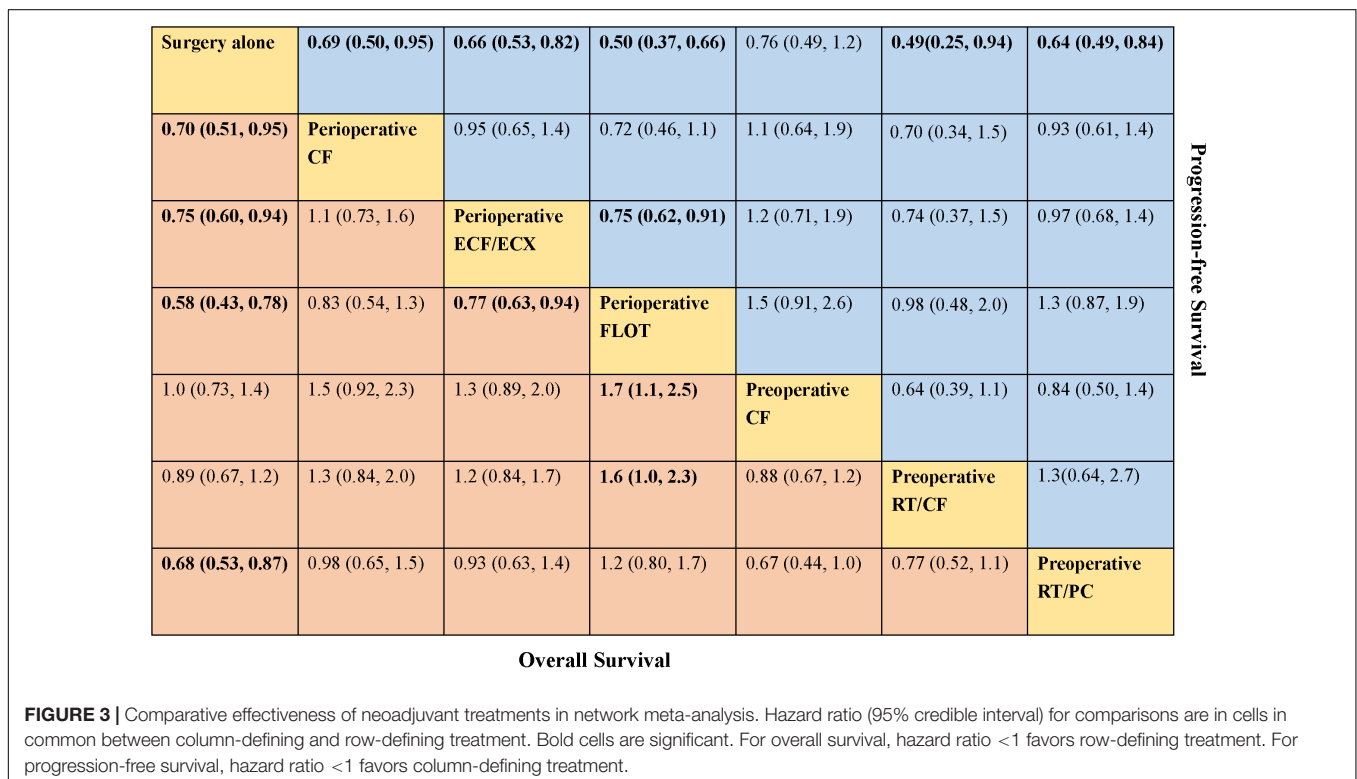 Surgery alone 0.69 (0.50, 0.95) 0.66 (0.53, 0.82) 0.50 (0.37, 0.66) 0.76 (0.49, 1.2) 0.49(0.25, 0.94) 0.64 (0.49, 0.84)
0.70 (0.51, 0.95) Perioperative 0.95 (0.65, 1.4) 0.72 (0.46, 1.1) 1.1 (0.64, 1.9) 0.70 (0.34, 1.5) 0.93 (0.61, 1.4)
CF
0.75 (0.60, 0.94) 1.1 (0.73, 1.6) Perioperative 0.75 (0.62, 0.91) 1.2 (0.71, 1.9) 0.74 (0.37, 1.5) 0.97 (0.68, 1.4)
ECF/ECX
0.58 (0.43, 0.78) 0.83 (0.54, 1.3) 0.77 (0.63, 0.94) Perioperative 1.5 (0.91, 2.6) 0.98 (0.48, 2.0) 1.3 (0.87, 1.9)
FLOT
1.0 (0.73, 1.4) 1.5 (0.92, 2.3) 1.3 (0.89, 2.0) 1.7 (1.1, 2.5) Preoperative 0.64 (0.39, 1.1) 0.84 (0.50, 1.4)
CF
0.89 (0.67, 1.2) 1.3 (0.84, 2.0) 1.2 (0.84, 1.7) 1.6 (1.0, 2.3) 0.88 (0.67, 1.2) Preoperative 1.3(0.64, 2.7)
RT/CF
0.68 (0.53, 0.87) 0.98 (0.65, 1.5) 0.93 (0.63, 1.4) 1.2 (0.80, 1.7) 0.67 (0.44, 1.0) 0.77 (0.52, 1.1) Preoperative
RT/PC
Progression-free Survival
Overall Survival
FIGURE 3 | Comparative effectiveness of neoadjuvant treatments in network meta-analysis. Hazard ratio (95% credible interval) for comparisons are in cells in
common between column-defining and row-defining treatment. Bold cells are significant. For overall survival, hazard ratio <1 favors row-defining treatment. For
progression-free survival, hazard ratio <1 favors column-defining treatment.